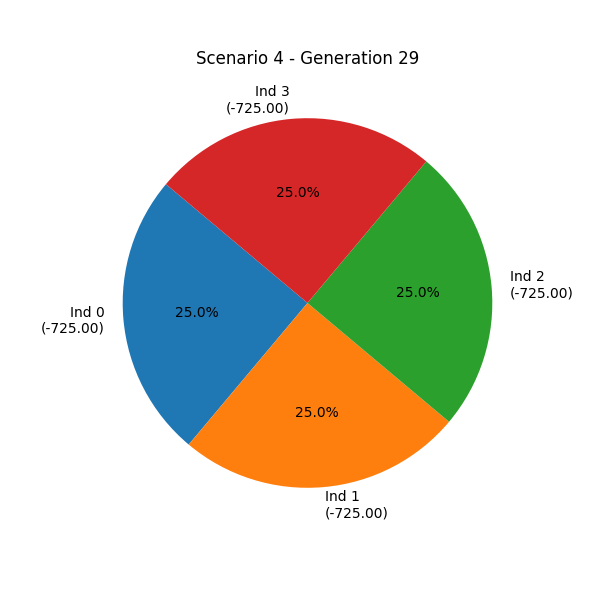 Scenario 4 - Generation 29
Ind 3
(-725.00)
25.0%
Ind 2
(-725.00)
25.0%
Ind 0
(-725.00)
25.0%
25.0%
Ind 1
(-725.00)